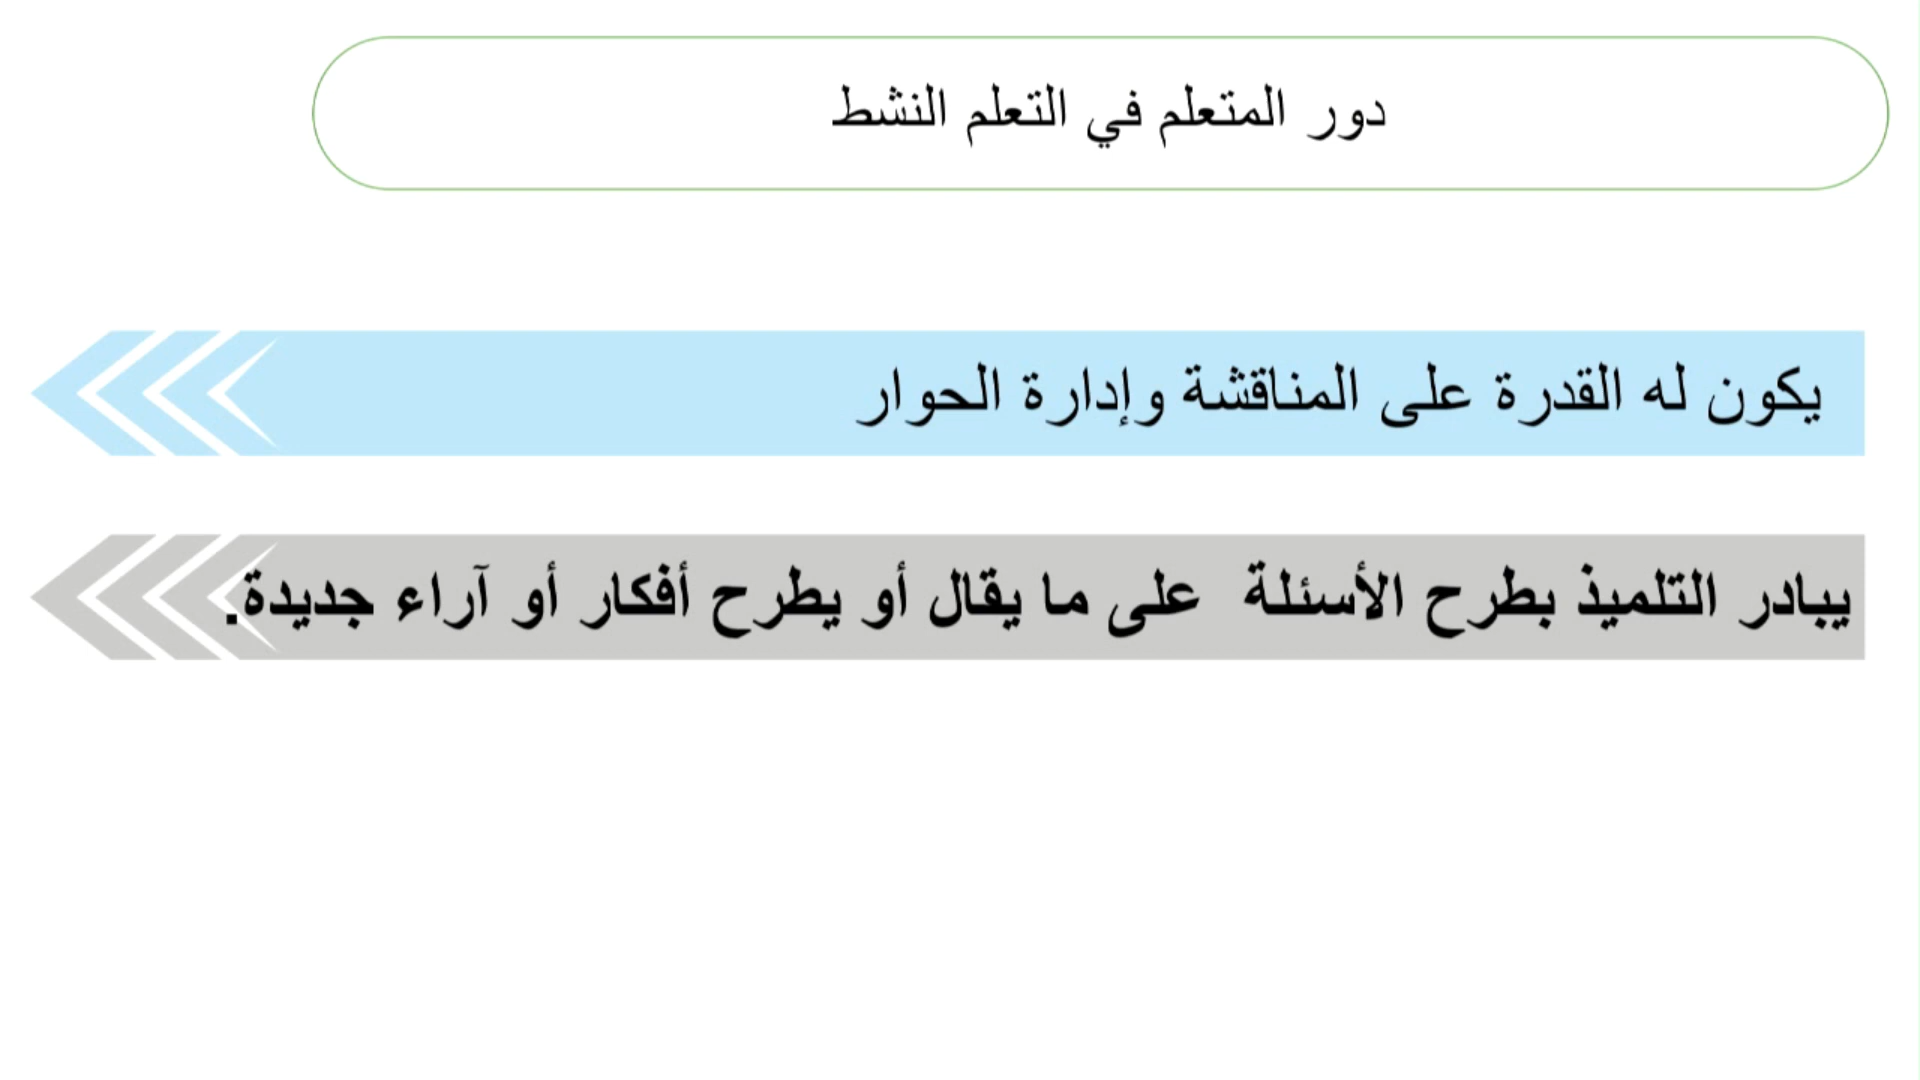 دور المتعلم في التعلم النشط
يكون له القدرة على المناقشة وإدارة الحوار
يبادر التلميذ بطرح الأسئلة على ما يقال أو يطرح أفكار أو آراء جديدة.